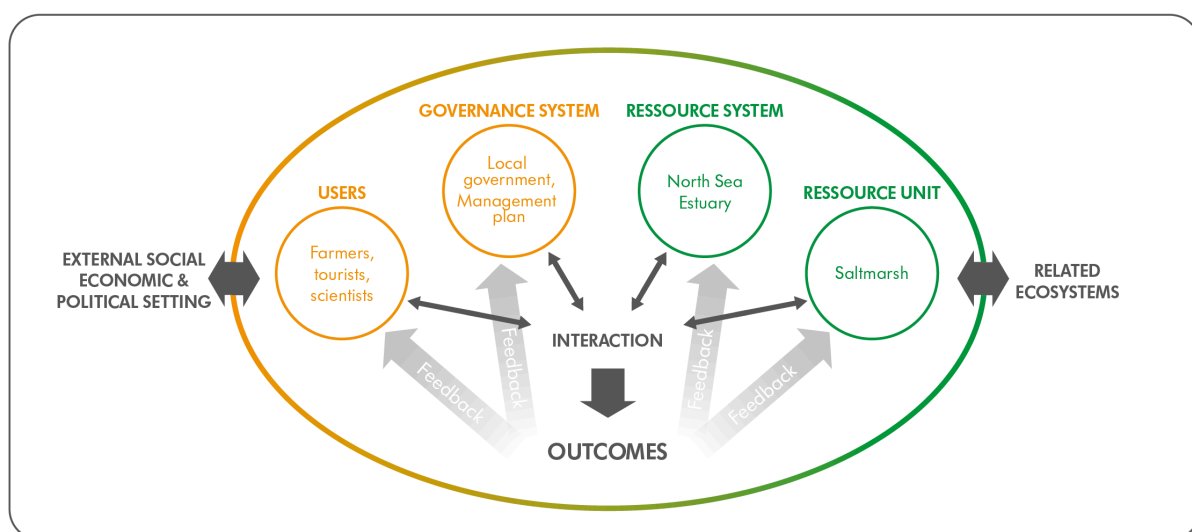 GOVERNANCE SYSTEM
RESSOURCE SYSTEM
Local
government,
Management
plan
North Sea
Estuary
USERS
RESSOURCE UNIT
Farmers,
tourists,
scientists
Saltmarsh
EXTERNAL SOCIAL
ECONOMIC &
POLITICAL SETTING
RELATED
ECOSYSTEMS
INTERACTION
Feedback
Feedback
Feedback
Feedback
OUTCOMES